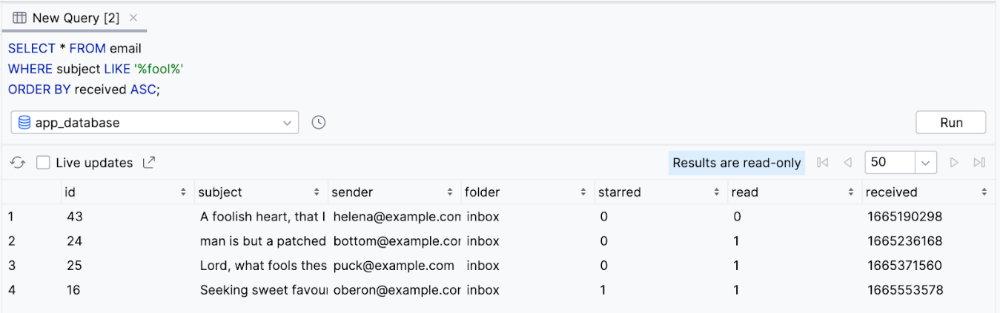 New Query [2]
SELECT * FROM email
WHERE subject LIKE '%fool%'
ORDER BY received ASC;
app_database
Run
Live updates
Results are read-only
50
id subject sender folder starred read received
1 43 A foolish heart, that I helena@example.con inbox 0 0 1665190298
2 24 man is but a patched bottom@example.cor inbox 0 1 1665236168
3 25 Lord, what fools thes puck@example.com inbox 0 1 1665371560
4 16 Seeking sweet favou oberon@example.cor inbox 1 1 1665553578